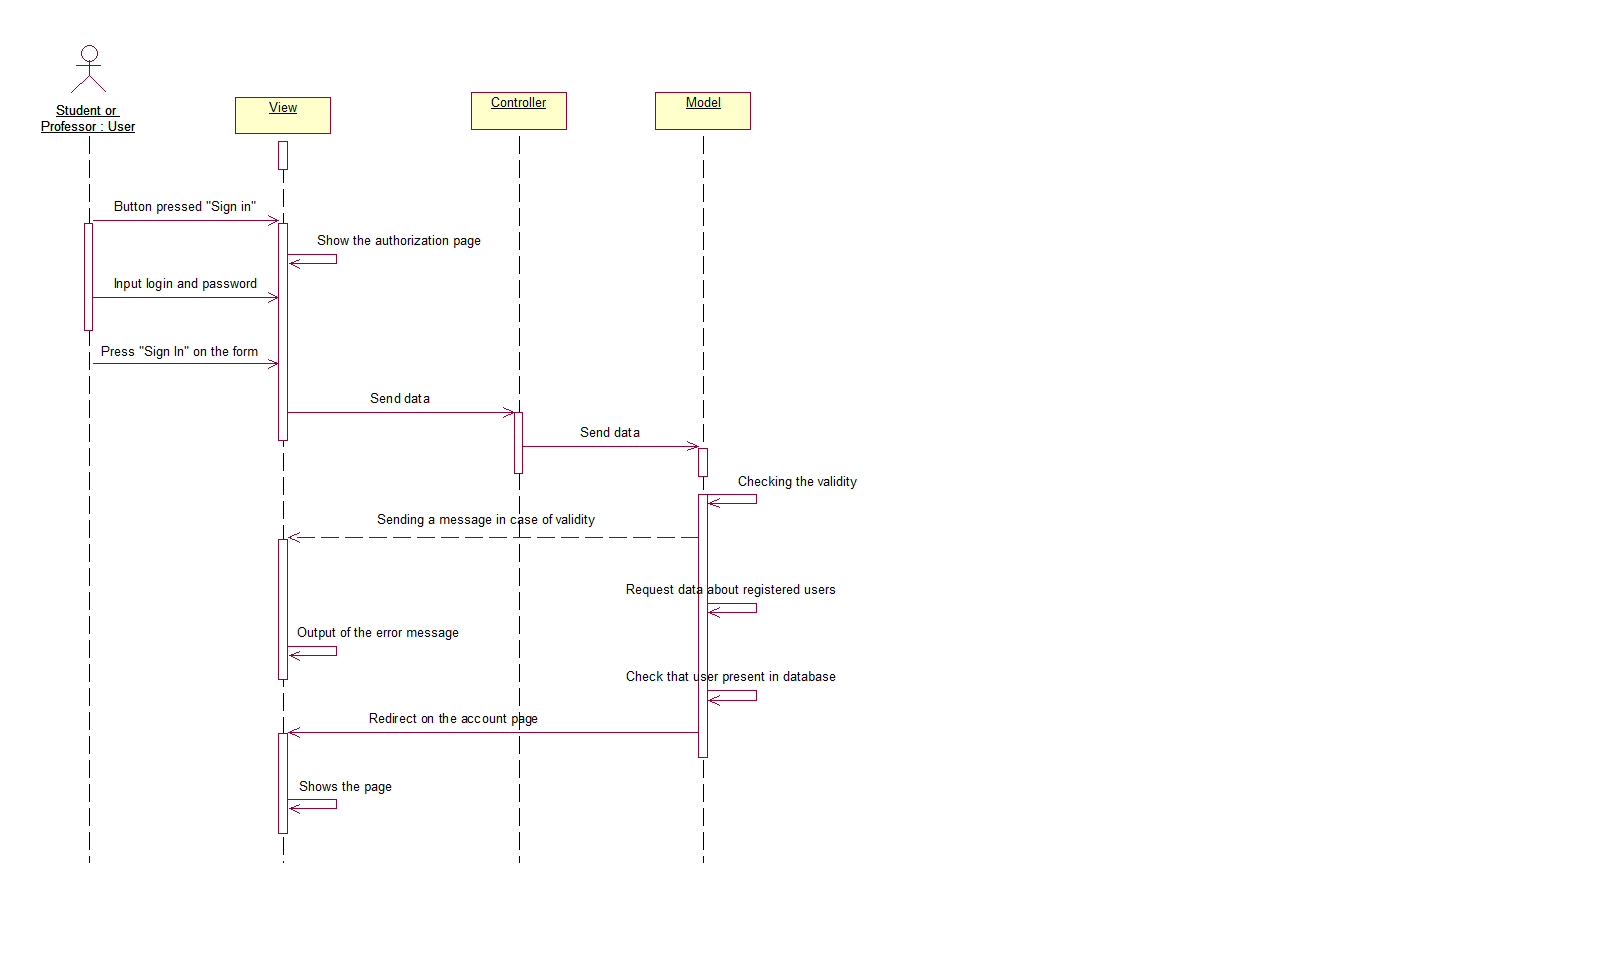 Student or
Professor : User
View
Controller
Model
Button pressed "Sign in"
Show the authorization page
Input login and password
Press "Sign In" on the form
Send data
Send data
Checking the validity
Sending a message in case of validity
Request data about registered users
Output of the error message
Check that user present in database
Redirect on the account page
Shows the page